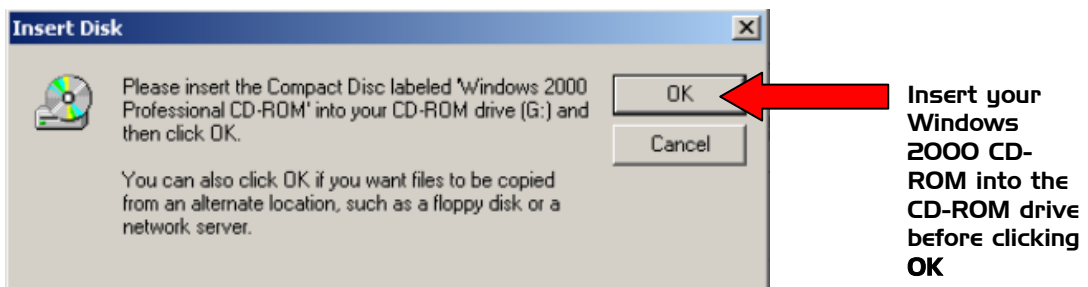 Insert Disk
Please insert the Compact Disc labeled 'Windows 2000
Professional CD-ROM' into your CD-ROM drive (G:) and
then click OK.
You can also click OK if you want files to be copied
from an alternate location, such as a floppy disk or a
network server.
OK
Cancel
Insert your
Windows
2000 CD-
ROM into the
CD-ROM drive
before clicking
OK